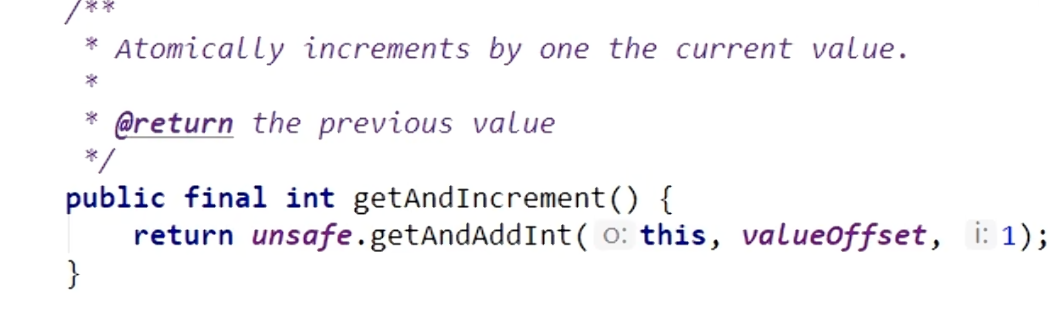 /**
* Atomically increments by one the current value.
*
* @return the previous value
*/
public final int getAndIncrement() {
return unsafe.getAndAddInt( o: this, valueOffset, i: 1);
}